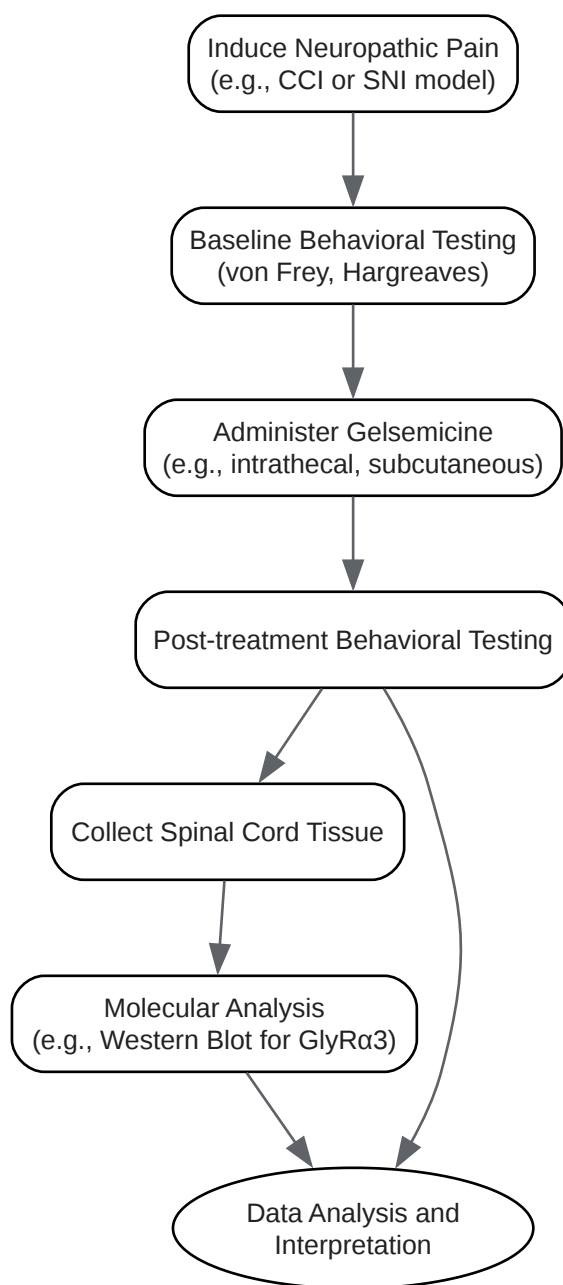 Induce Neuropathic Pain
(e.g., CCI or SNI model)
Baseline Behavioral Testing
(von Frey, Hargreaves)
Administer Gelsemicine
(e.g., intrathecal, subcutaneous)
Post-treatment Behavioral Testing
Collect Spinal Cord Tissue
Molecular Analysis
(e.g., Western Blot for GlyRα3)
Data Analysis and
Interpretation